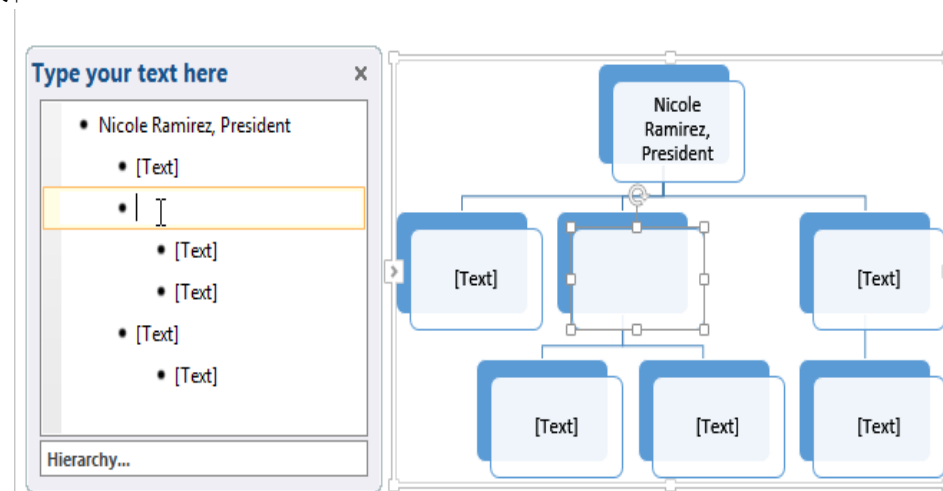 Type your text here
Nicole Ramirez, President
[Text]
[Text]
[Text]
[Text]
[Text]
Hierarchy...
Nicole
Ramirez,
President
[Text]
[Text]
[Text]
[Text]
[Text]